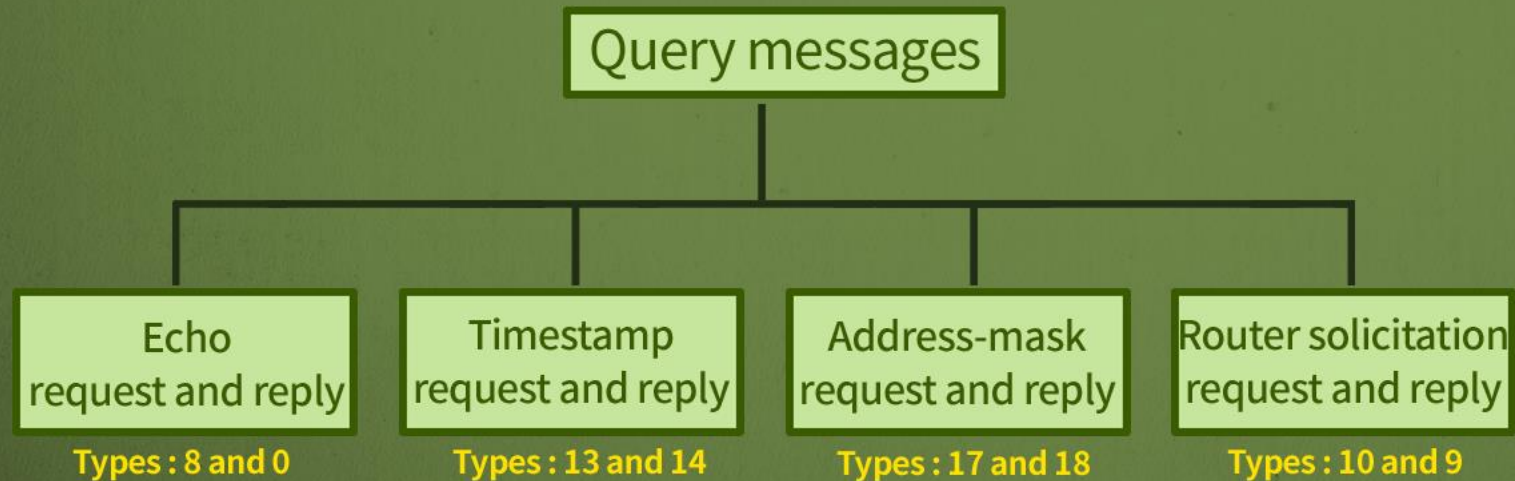 Query messages
Echo
request and reply
Timestamp
request and reply
Address-mask
request and reply
Router solicitation
request and reply
Types : 8 and 0
Types : 13 and 14
Types : 17 and 18
Types : 10 and 9